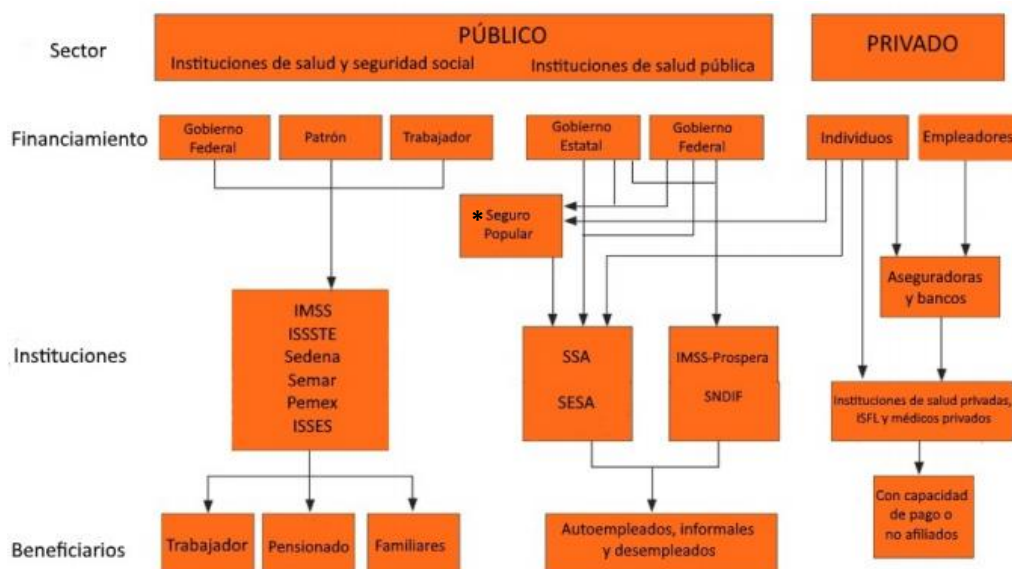 Sector
PÚBLICO
Instituciones de salud y seguridad social
Instituciones de salud pública
PRIVADO
Financiamiento
Gobierno
Federal
Patrón
Trabajador
Gobierno
Estatal
Gobierno
Federal
Individuos
Empleadores
*Seguro
Popular
Aseguradoras
y bancos
Instituciones
IMSS
ISSSTE
Sedena
Semar
Pemex
ISSES
SSA
SESA
IMSS-Prospera
SNDIF
Instituciones de salud privadas,
ISFL y médicos privados
Beneficiarios
Trabajador
Pensionado
Familiares
Autoempleados, informales
y desempleados
Con capacidad
de pago o
no afiliados